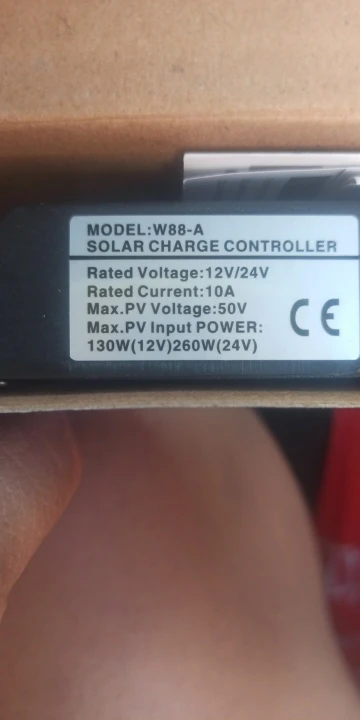 MODEL:W88-A
SOLAR CHARGE CONTROLLER
Rated Voltage:12V/24V
Rated Current:10A
Max.PV Voltage:50V
Max.PV Input POWER:
130W(12V)260W(24V)
CE